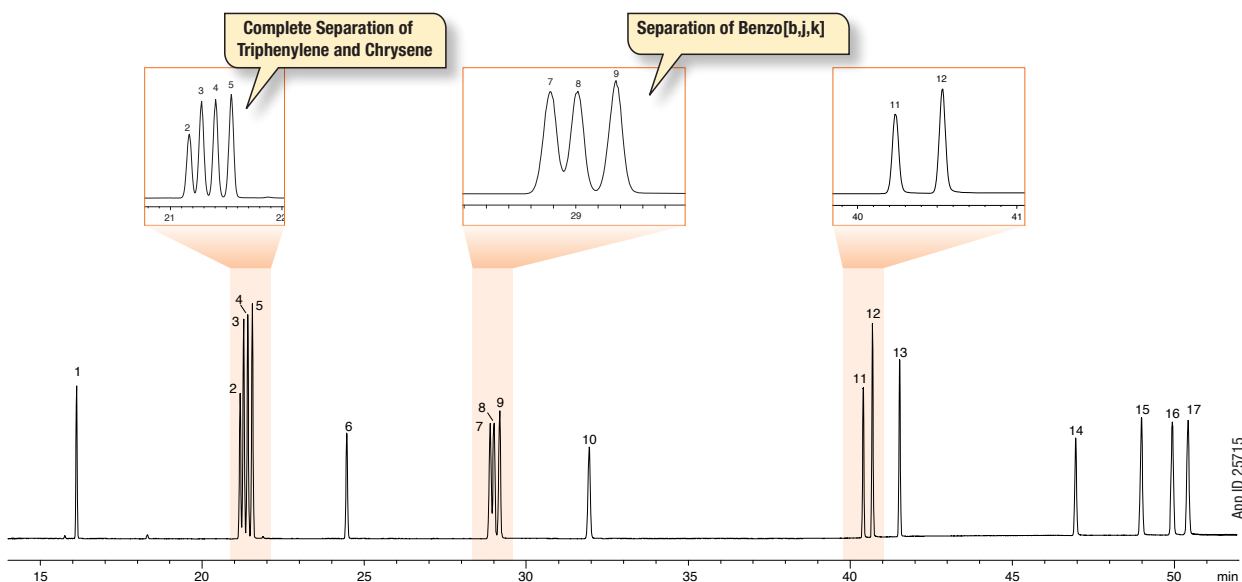 Complete Separation of
Triphenylene and Chrysene
Separation of Benzo[b,j,k]
2 3 4 5
21 22
7 8 9
29
11 12
40 41
1
2 3 4 5
6
7 8 9
10
11 12 13
14
15
16
17
App ID 25715
15 20 25 30 35 40 45 50 min